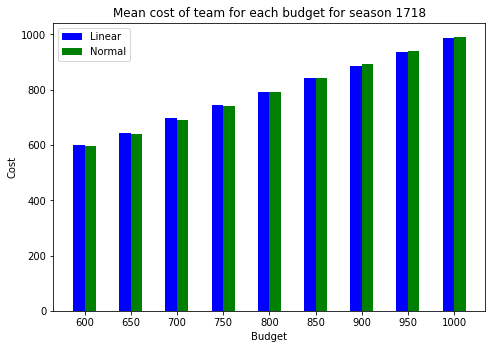 Mean cost of team for each budget for season 1718
Linear
Normal
1000
800
600
400
200
0
Cost
600 650 700 750 800 850 900 950 1000
Budget